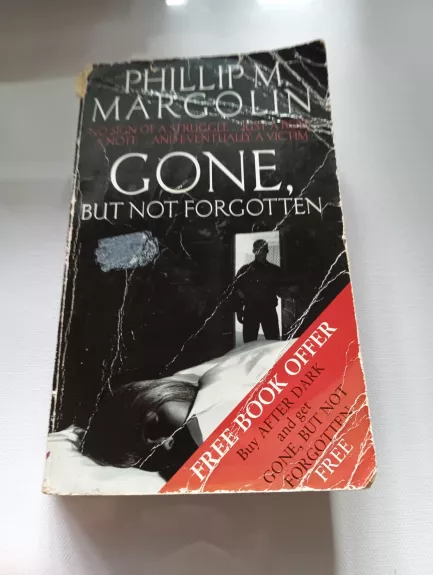 PHILLIP M.
MARGOLIN
NO SIGN OF A STRUGGLE... JUST A ROSE,
A NOTE ... AND EVENTUALLY A VICTIM
GONE,
BUT NOT FORGOTTEN
FREE BOOK OFFER
Buy AFTER DARK
and get
GONE, BUT NOT
FORGOTTEN
FREE